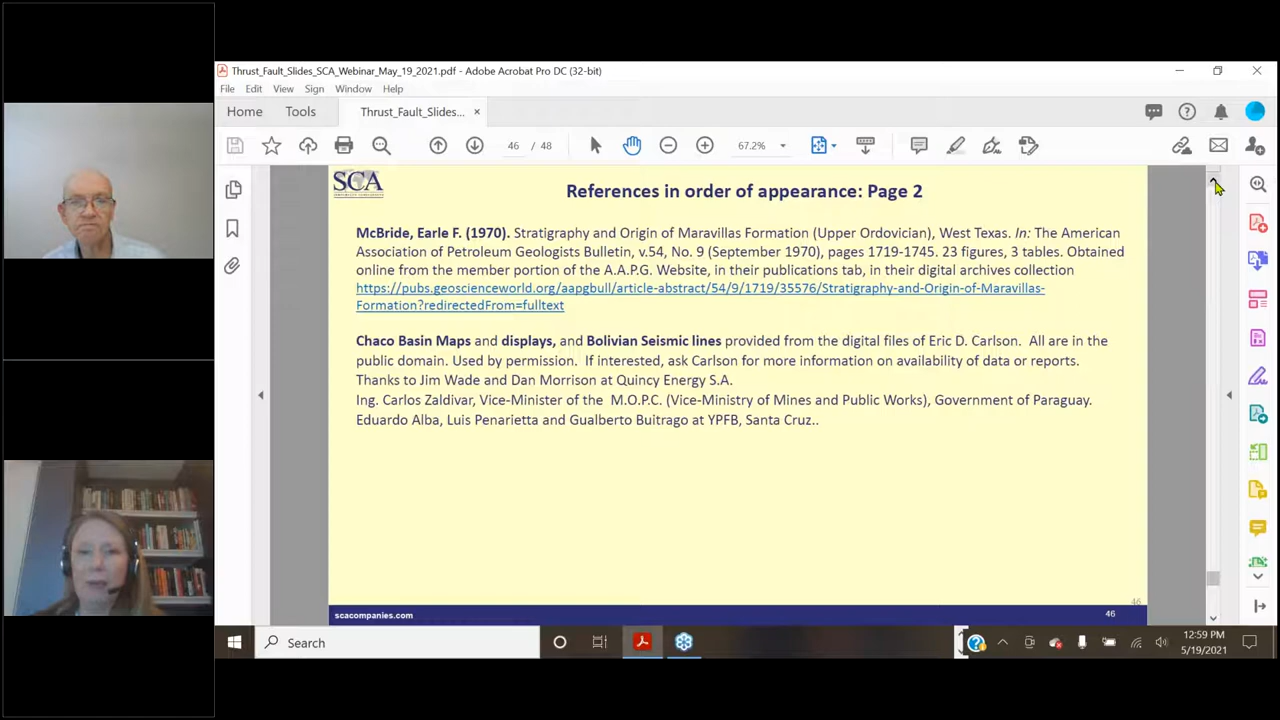 Thrust_Fault_Slides_SCA_Webinar_May_19_2021.pdf - Adobe Acrobat Pro DC (32-bit)
File Edit View Sign Window Help
Home Tools Thrust_Fault_Slides... ×
46 / 48 67.2%
SCA
References in order of appearance: Page 2
McBride, Earle F. (1970). Stratigraphy and Origin of Maravillas Formation (Upper Ordovician), West Texas. In: The American
Association of Petroleum Geologists Bulletin, v.54, No. 9 (September 1970), pages 1719-1745. 23 figures, 3 tables. Obtained
online from the member portion of the A.A.P.G. Website, in their publications tab, in their digital archives collection
https://pubs.geoscienceworld.org/aapgbull/article-abstract/54/9/1719/35576/Stratigraphy-and-Origin-of-Maravillas-
Formation?redirectedFrom=fulltext
Chaco Basin Maps and displays, and Bolivian Seismic lines provided from the digital files of Eric D. Carlson. All are in the
public domain. Used by permission. If interested, ask Carlson for more information on availability of data or reports.
Thanks to Jim Wade and Dan Morrison at Quincy Energy S.A.
Ing. Carlos Zaldivar, Vice-Minister of the M.O.P.C. (Vice-Ministry of Mines and Public Works), Government of Paraguay.
Eduardo Alba, Luis Penarietta and Gualberto Buitrago at YPFB, Santa Cruz..
46
scacompanies.com 46
Search
12:59 PM
5/19/2021